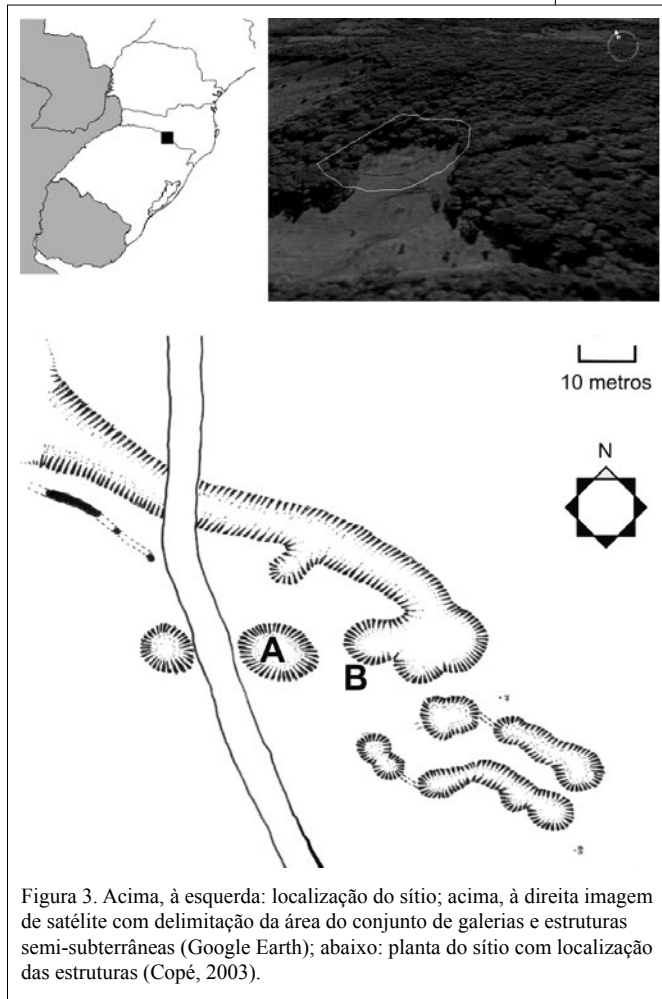 10 metros
N
A
B
Figura 3. Acima, à esquerda: localização do sítio; acima, à direita imagem
de satélite com delimitação da área do conjunto de galerias e estruturas
semi-subterrâneas (Google Earth); abaixo: planta do sítio com localização
das estruturas (Copé, 2003).